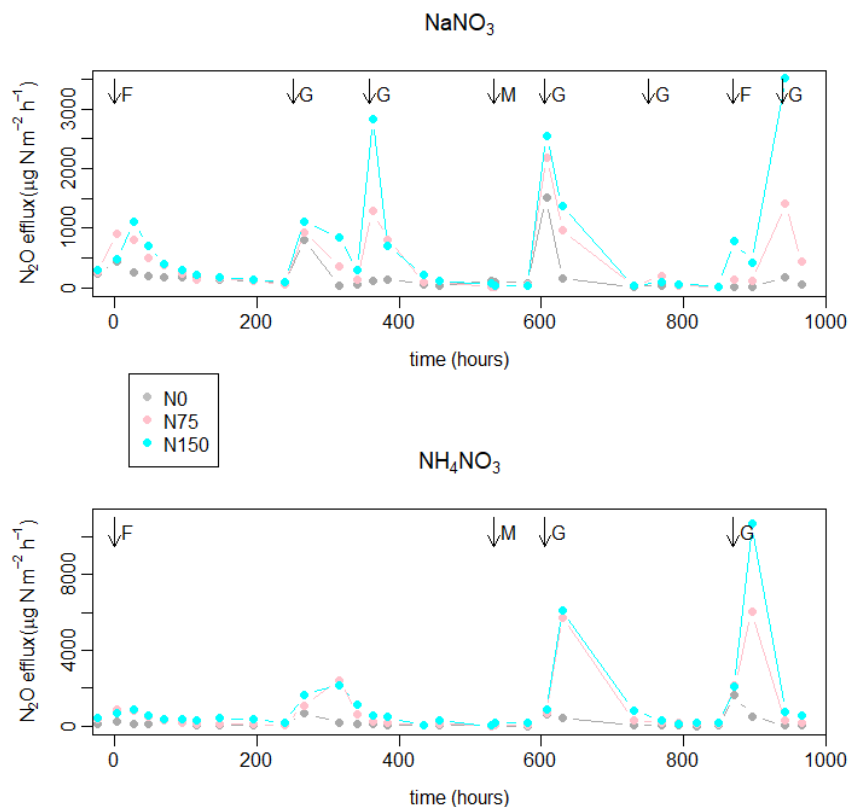 NaNO₃
N₂O efflux(μg N m⁻² h⁻¹)
0 1000 2000 3000
F G G M G G F G
0 200 400 600 800 1000
time (hours)
N0
N75
N150
NH₄NO₃
N₂O efflux(μg N m⁻² h⁻¹)
0 4000 8000
F M G G
0 200 400 600 800 1000
time (hours)